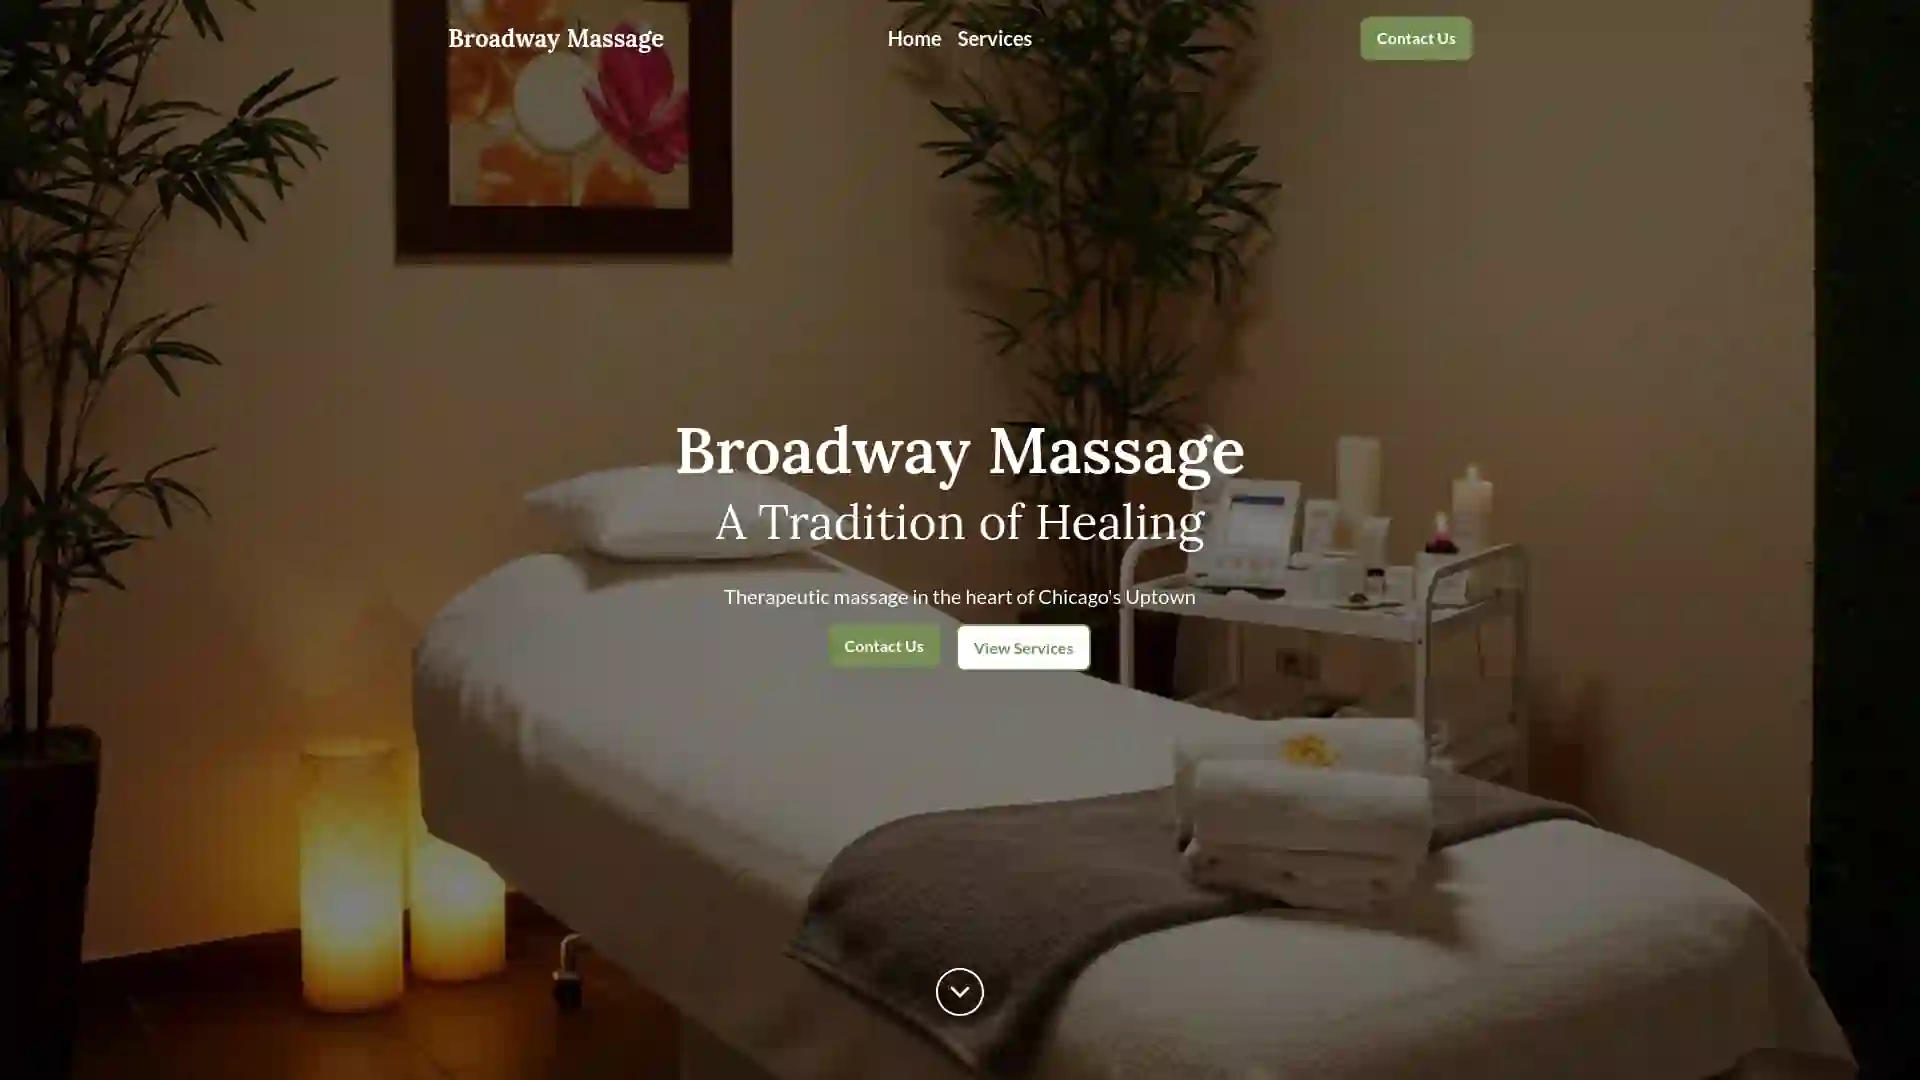 Broadway Massage
Home Services
Contact Us
Broadway Massage
A Tradition of Healing
Therapeutic massage in the heart of Chicago's Uptown
Contact Us
View Services